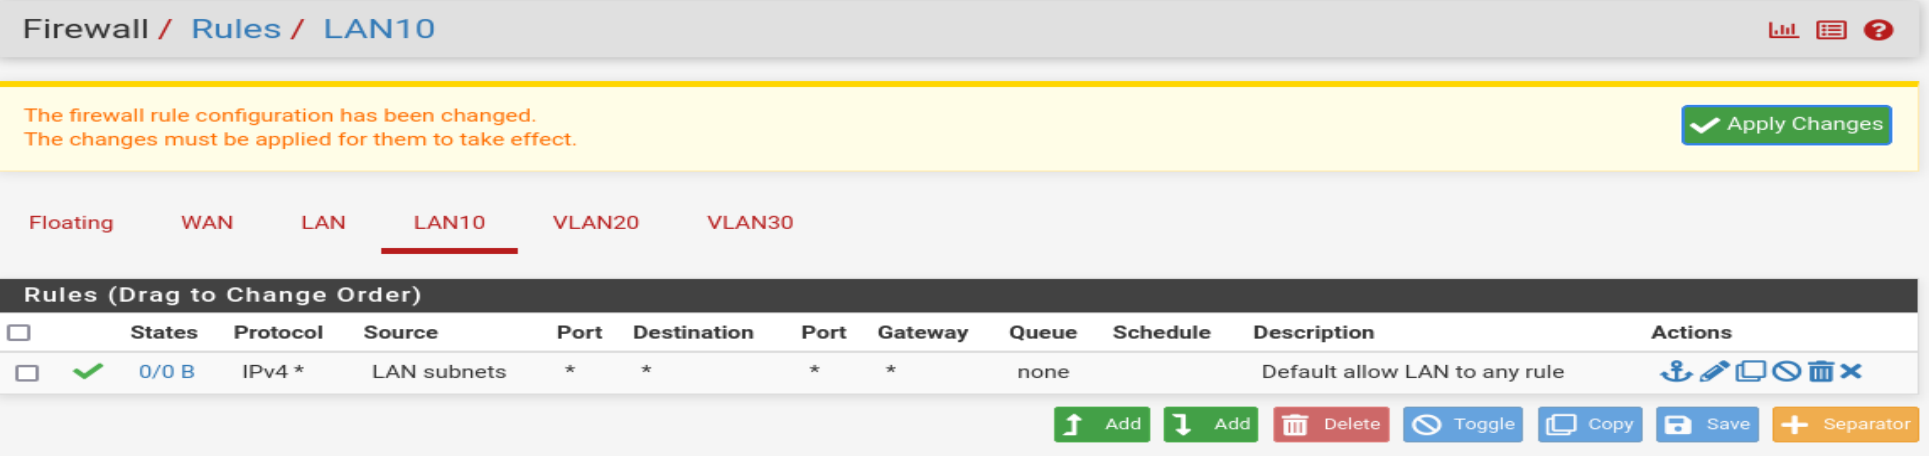 Firewall / Rules / LAN10
The firewall rule configuration has been changed.
The changes must be applied for them to take effect.
Apply Changes
Floating WAN LAN LAN10 VLAN20 VLAN30
Rules (Drag to Change Order)
States Protocol Source Port Destination Port Gateway Queue Schedule Description Actions
0/0 B IPv4 * LAN subnets * * * * none Default allow LAN to any rule
Add Add Delete Toggle Copy Save Separator